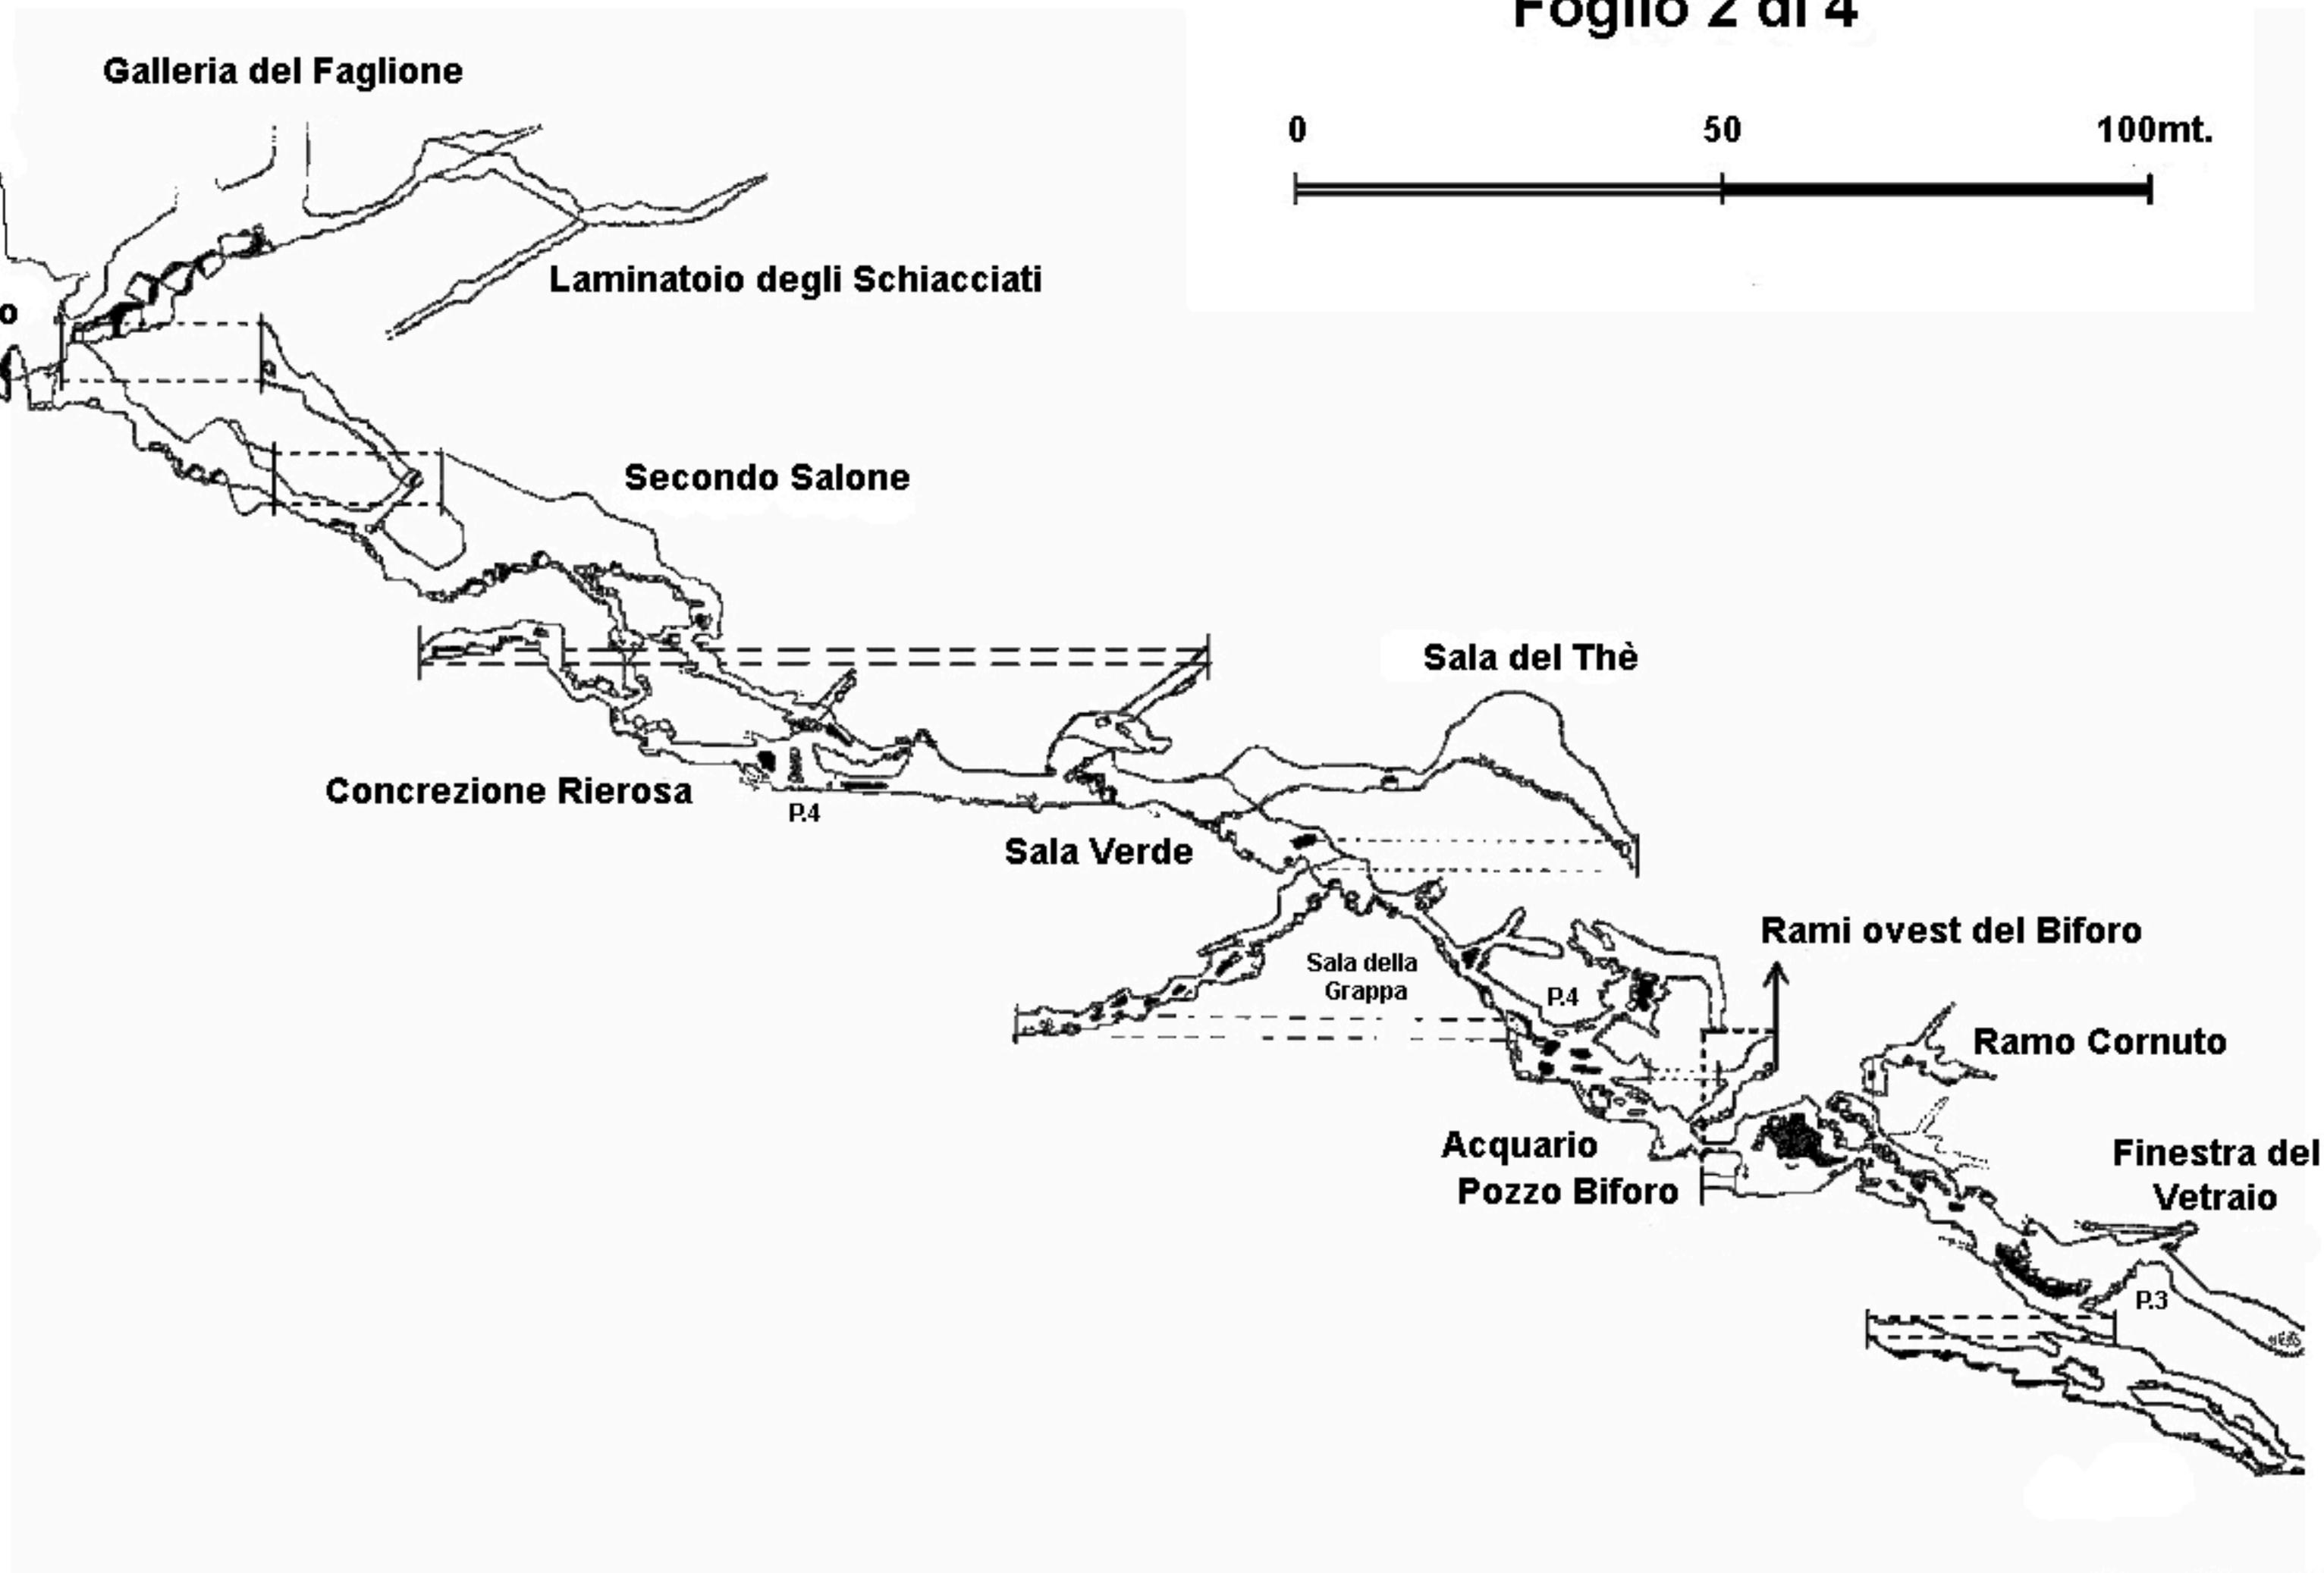 Foglio 2 di 4
Galleria del Faglione
0 50 100mt.
Laminatoio degli Schiacciati
o
Secondo Salone
Sala del Thè
Concrezione Rierosa
P.4
Sala Verde
Rami ovest del Biforo
Sala della
Grappa
P.4
Ramo Cornuto
Acquario
Pozzo Biforo
Finestra del
Vetraio
P.3